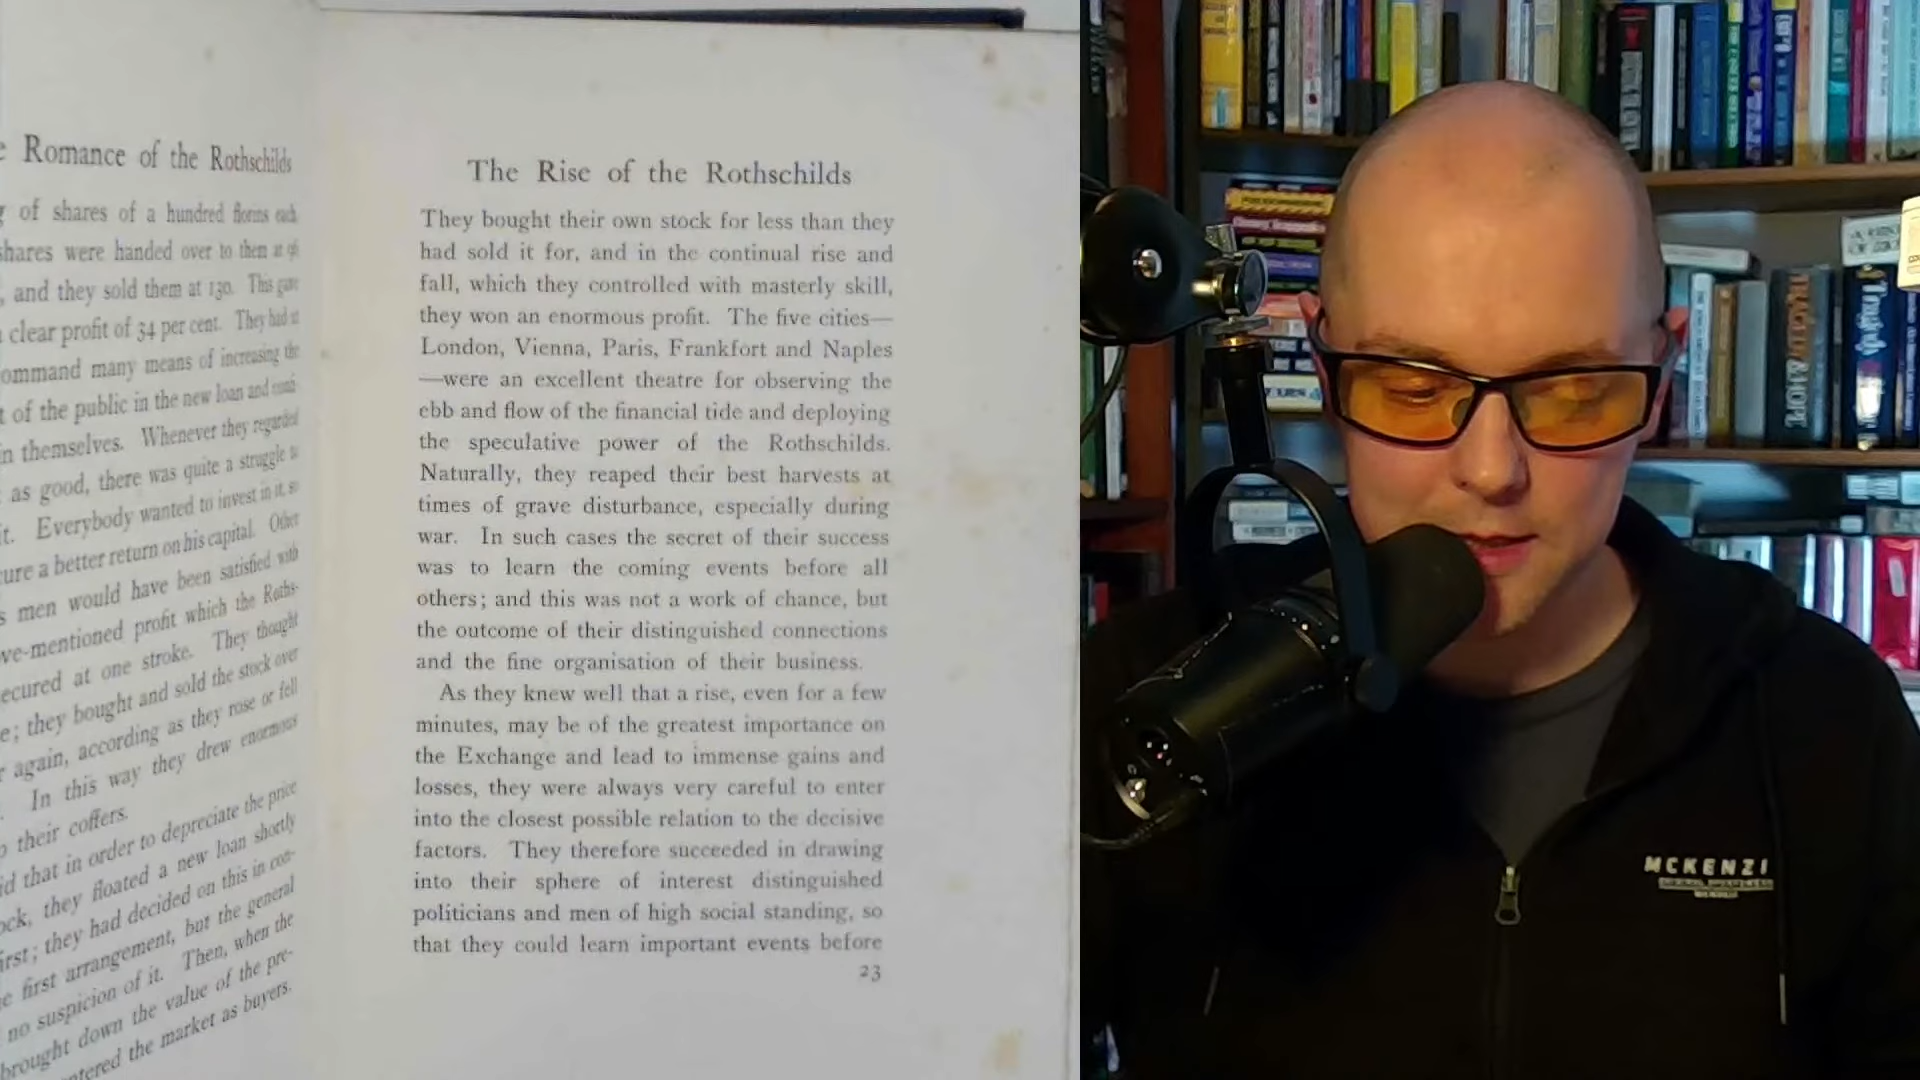 Romance of the Rothschilds
of shares of a hundred florins each
shares were handed over to them at 96
, and they sold them at 130. This gave
clear profit of 34 per cent. They had at
command many means of increasing the
of the public in the new loan and
in themselves. Whenever they regarded
as good, there was quite a struggle
it. Everybody wanted to invest in it, so
a better return on his capital. Other
men would have been satisfied with
profit which the Roths-
at one stroke. They thought
; they bought and sold the stock over
again, according as they rose or fell
In this way they drew enormous
their coffers.
that in order to depreciate the price
they floated a new loan shortly
; they had decided on this in con-
first arrangement, but the general
no suspicion of it. Then, when the
brought down the value of the pre-
the market as buyers.
The Rise of the Rothschilds
They bought their own stock for less than they
had sold it for, and in the continual rise and
fall, which they controlled with masterly skill,
they won an enormous profit. The five cities—
London, Vienna, Paris, Frankfort and Naples
—were an excellent theatre for observing the
ebb and flow of the financial tide and deploying
the speculative power of the Rothschilds.
Naturally, they reaped their best harvests at
times of grave disturbance, especially during
war. In such cases the secret of their success
was to learn the coming events before all
others; and this was not a work of chance, but
the outcome of their distinguished connections
and the fine organisation of their business.
As they knew well that a rise, even for a few
minutes, may be of the greatest importance on
the Exchange and lead to immense gains and
losses, they were always very careful to enter
into the closest possible relation to the decisive
factors. They therefore succeeded in drawing
into their sphere of interest distinguished
politicians and men of high social standing, so
that they could learn important events before
23
TRAGEDY & HOPE
MCKENZI